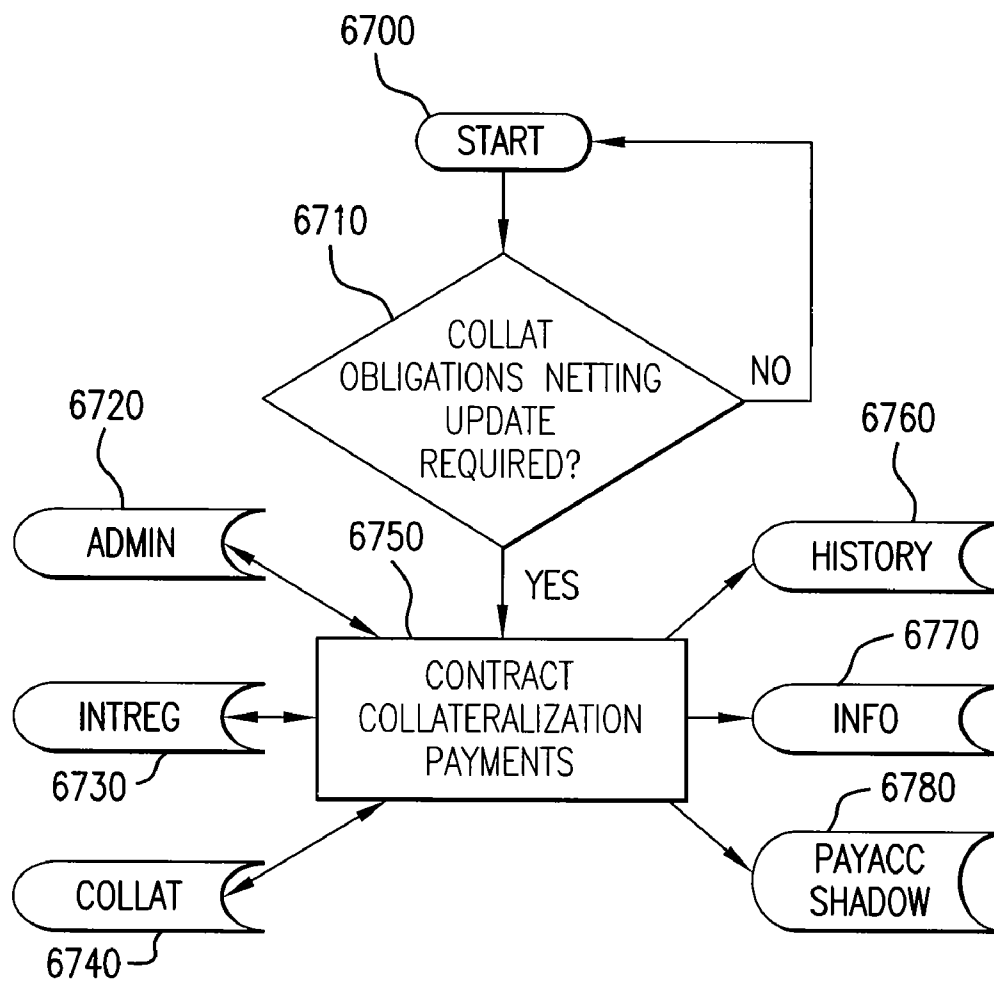 6700
START
6710
COLLAT
OBLIGATIONS NETTING
UPDATE
REQUIRED?
NO
6720
ADMIN
6750
YES
6760
HISTORY
INTREG
6730
CONTRACT
COLLATERALIZATION
PAYMENTS
6770
INFO
COLLAT
6740
6780
PAYACC
SHADOW